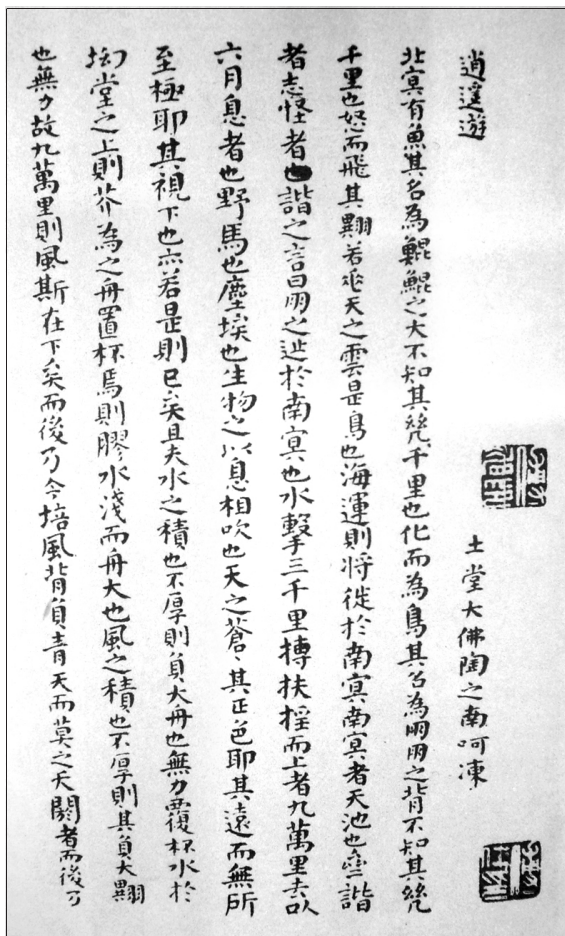 逍遙遊
土堂大佛陶之南呵凍
北冥有魚其名為鯤鯤之大不知其幾千里也化而為鳥其名為朋朋之背不知其幾
千里也怒而飛其翼若垂天之雲是鳥也海運則將徙於南冥南冥者天池也齊諧
者志怪者也諧之言曰朋之徙於南冥也水擊三千里摶扶搖而上者九萬里去以
六月息者也野馬也塵埃也生物之以息相吹也天之蒼〻其正色耶其遠而無所
至極耶其視下也亦若是則已矣且夫水之積也不厚則負大舟也無力覆杯水於
坳堂之上則芥為之舟置杯焉則膠水淺而舟大也風之積也不厚則其負大翼
也無力故九萬里則風斯在下矣而後乃今培風背負青天而莫之夭閼者而後乃